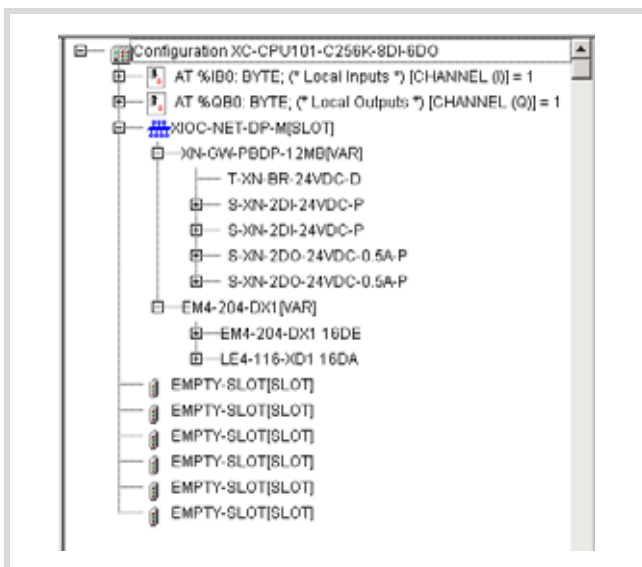 Configuration XC-CPU101-C256K-8DI-6DO
AT %IB0: BYTE; (* Local Inputs *) [CHANNEL (I)] = 1
AT %QB0: BYTE; (* Local Outputs *) [CHANNEL (Q)] = 1
XIOC-NET-DP-M[SLOT]
XN-GW-PBDP-12MB[VAR]
T-XN-BR-24VDC-D
S-XN-2DI-24VDC-P
S-XN-2DI-24VDC-P
S-XN-2DO-24VDC-0.5A-P
S-XN-2DO-24VDC-0.5A-P
EM4-204-DX1[VAR]
EM4-204-DX1 16DE
LE4-116-XD1 16DA
EMPTY-SLOT[SLOT]
EMPTY-SLOT[SLOT]
EMPTY-SLOT[SLOT]
EMPTY-SLOT[SLOT]
EMPTY-SLOT[SLOT]
EMPTY-SLOT[SLOT]